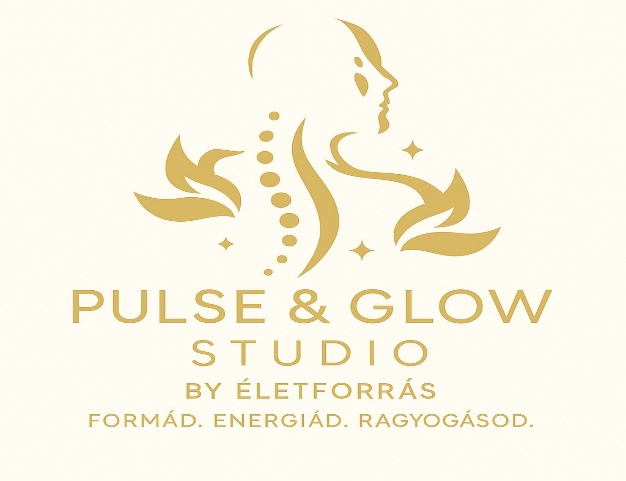 PULSE & GLOW
STUDIO
BY ÉLETFORRÁS
FORMÁD. ENERGIÁD. RAGYOGÁSOD.